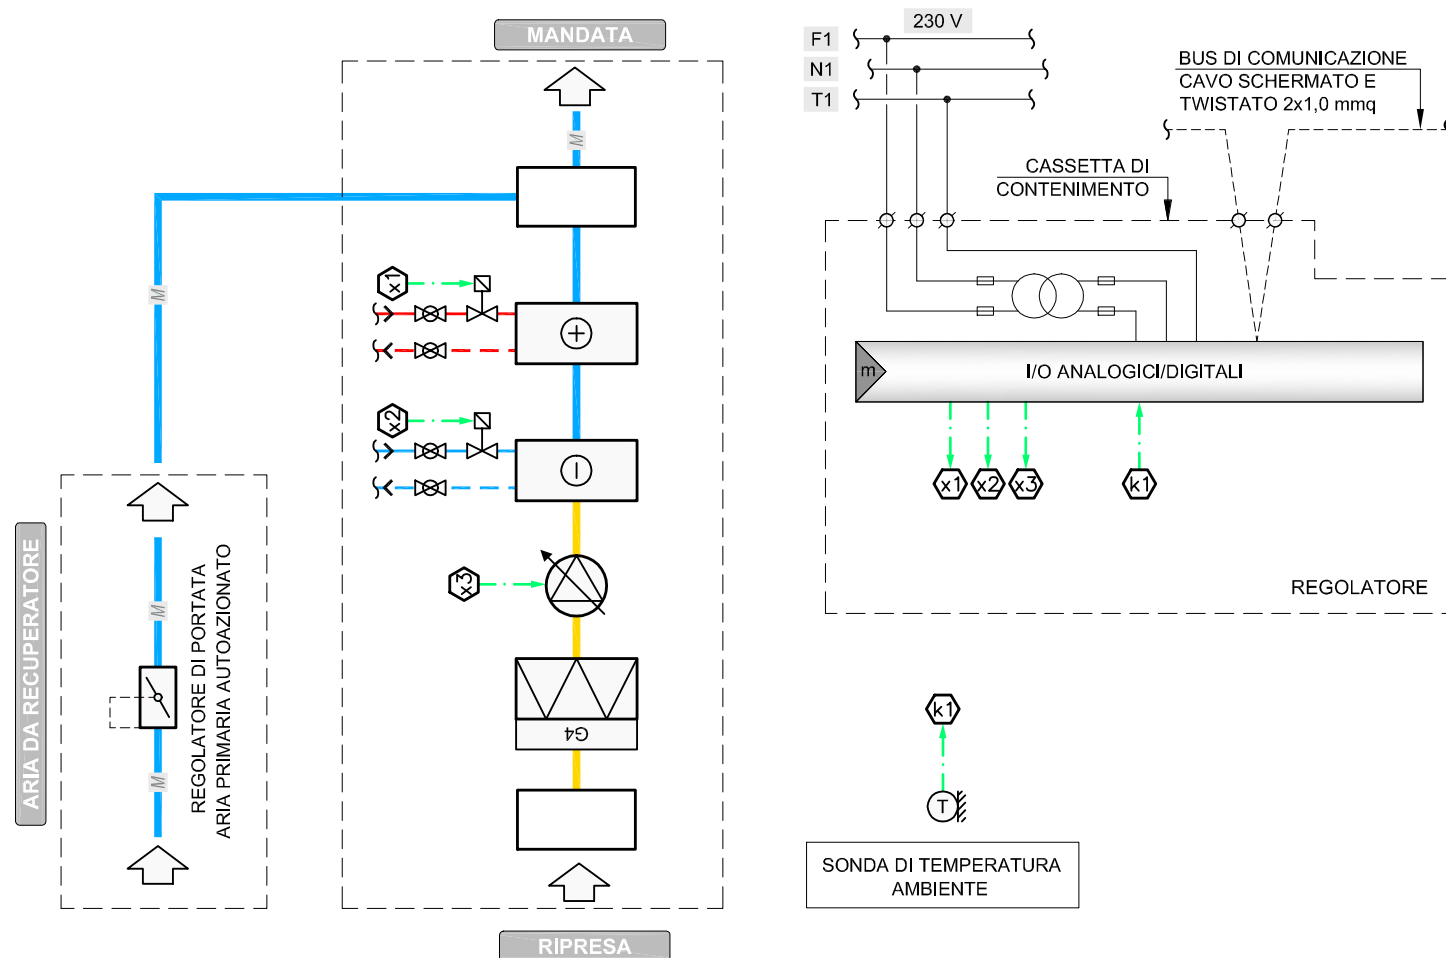 MANDATA
230 V
F1
N1
T1
BUS DI COMUNICAZIONE
CAVO SCHERMATO E
TWISTATO 2x1,0 mmq
CASSETTA DI
CONTENIMENTO
M
M
x1
+
x2
I/O ANALOGICI/DIGITALI
m
x1
x2
x3
k1
ARIA DA RECUPERATORE
REGOLATORE DI PORTATA
ARIA PRIMARIA AUTOAZIONATO
M
M
x3
REGOLATORE
G4
k1
T
SONDA DI TEMPERATURA
AMBIENTE
RIPRESA